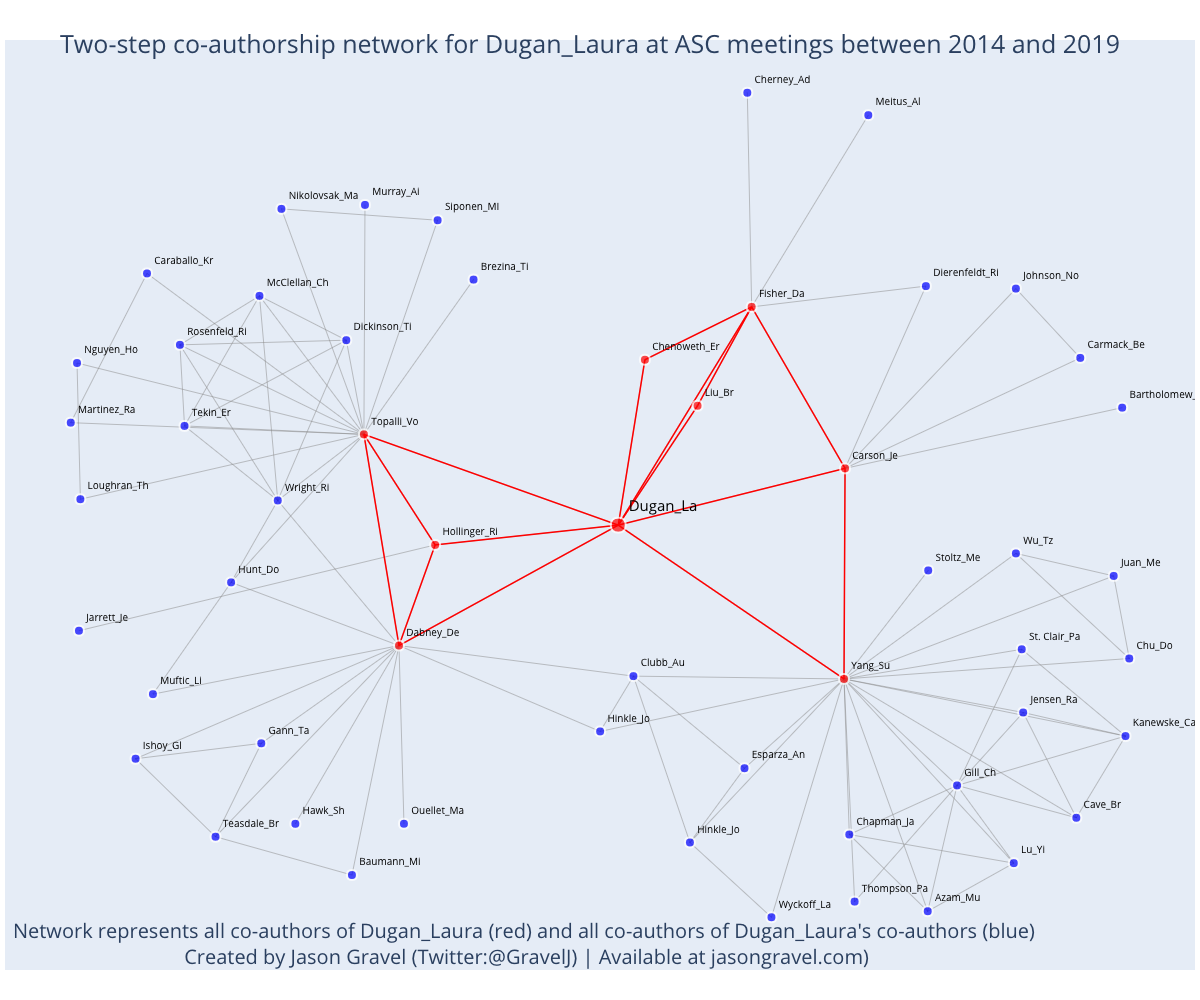 Two-step co-authorship network for Dugan_Laura at ASC meetings between 2014 and 2019
Cherney_Ad
Meitus_Al
Nikolovsak_Ma
Murray_Ai
Siponen_MI
Caraballo_Kr
Brezina_Ti
McClellan_Ch
Dierenfeldt_Ri
Johnson_No
Fisher_Da
Rosenfeld_Ri
Dickinson_Ti
Nguyen_Ho
Chenoweth_Er
Carmack_Be
Liu_Br
Bartholomew_
Martinez_Ra
Tekin_Er
Topalli_Vo
Carson_Je
Loughran_Th
Wright_Ri
Dugan_La
Hollinger_Ri
Wu_Tz
Stoltz_Me
Juan_Me
Hunt_Do
Jarrett_Je
Dabney_De
St. Clair_Pa
Chu_Do
Clubb_Au
Yang_Su
Muftic_LI
Jensen_Ra
Hinkle_Jo
Kanewske_Ca
Gann_Ta
Ishoy_Gl
Esparza_An
Gill_Ch
Hawk_Sh
Ouellet_Ma
Cave_Br
Teasdale_Br
Chapman_Ja
Hinkle_Jo
Lu_Yi
Baumann_Mi
Thompson_Pa
Azam_Mu
Wyckoff_La
Network represents all co-authors of Dugan_Laura (red) and all co-authors of Dugan_Laura's co-authors (blue)
Created by Jason Gravel (Twitter:@GravelJ) | Available at jasongravel.com)